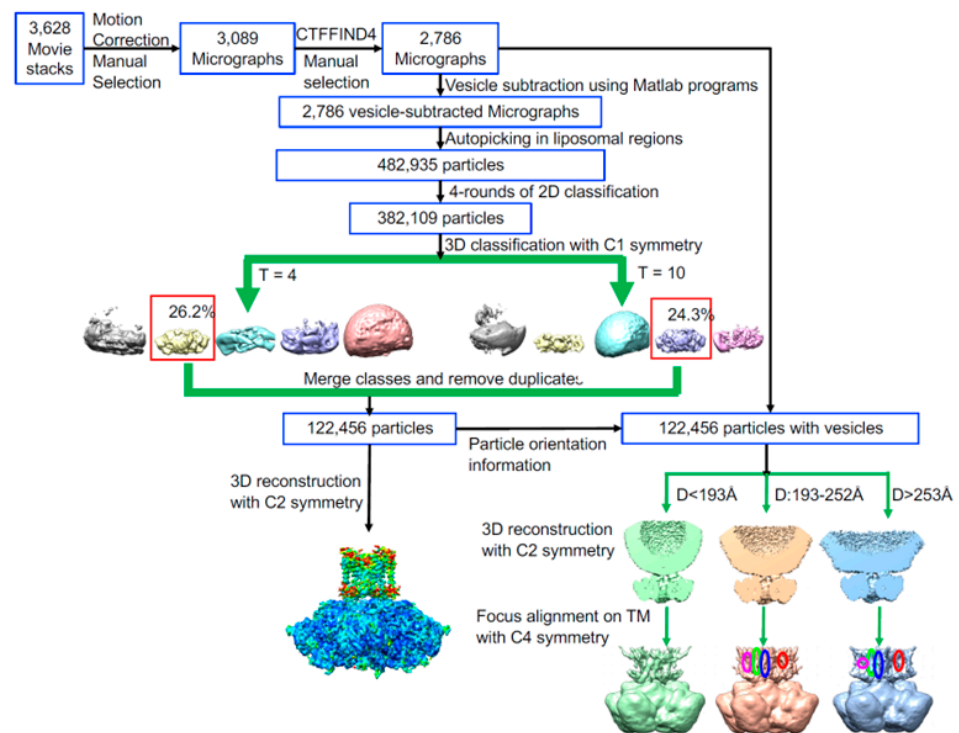 3,628
Movie
stacks
Motion
Correction
Manual
Selection
3,089
Micrographs
CTFFIND4
Manual
selection
2,786
Micrographs
Vesicle subtraction using Matlab programs
2,786 vesicle-subtracted Micrographs
Autopicking in liposomal regions
482,935 particles
4-rounds of 2D classification
382,109 particles
3D classification with C1 symmetry
T = 4
T = 10
26.2%
24.3%
Merge classes and remove duplicates
122,456 particles
Particle orientation
information
122,456 particles with vesicles
3D reconstruction
with C2 symmetry
D<193Å
D:193-252Å
D>253Å
3D reconstruction
with C2 symmetry
Focus alignment on TM
with C4 symmetry